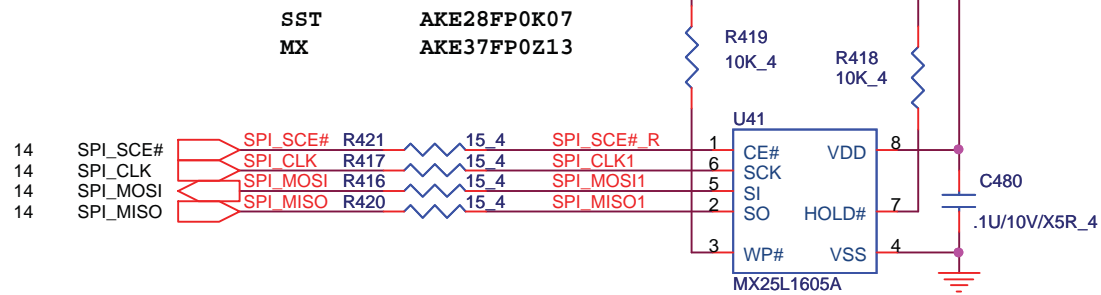 SST AKE28FP0K07
MX AKE37FP0Z13
R419
10K_4
R418
10K_4
U41
14 SPI_SCE# SPI_SCE# R421 15_4 SPI_SCE#_R 1 CE# VDD 8
14 SPI_CLK SPI_CLK R417 15_4 SPI_CLK1 6 SCK
14 SPI_MOSI SPI_MOSI R416 15_4 SPI_MOSI1 5 SI
14 SPI_MISO SPI_MISO R420 15_4 SPI_MISO1 2 SO HOLD# 7
C480
.1U/10V/X5R_4
3 WP# VSS 4
MX25L1605A